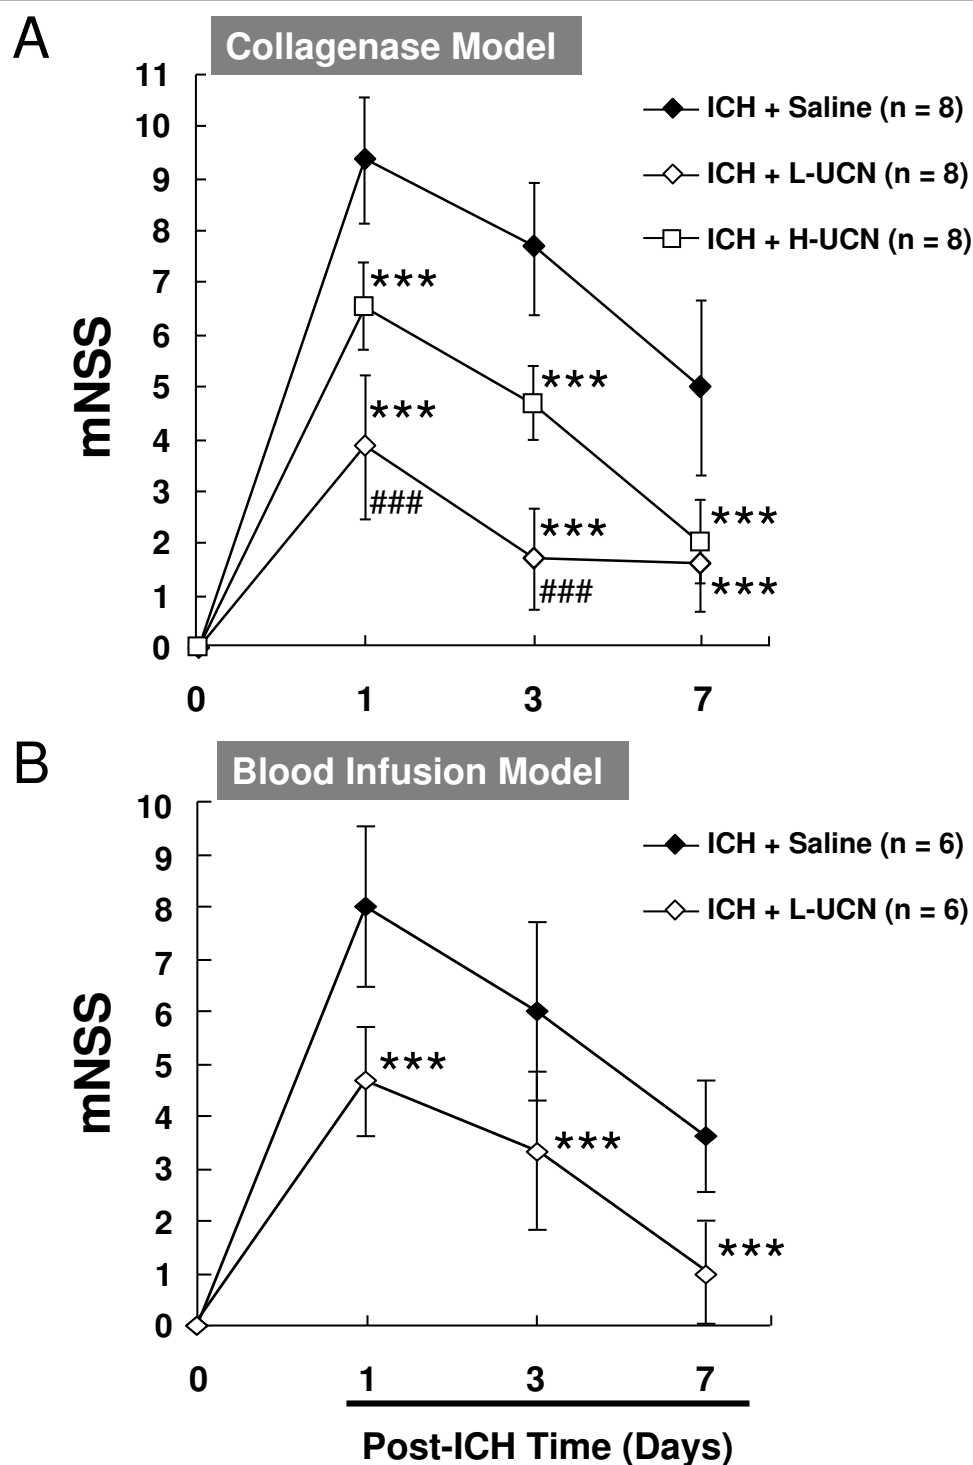 A
Collagenase Model
11
10
9
8
7
6
5
4
3
2
1
0
mNSS
ICH + Saline (n = 8)
ICH + L-UCN (n = 8)
ICH + H-UCN (n = 8)
***
***
***
###
***
***
###
***
0 1 3 7
B
Blood Infusion Model
10
9
8
7
6
5
4
3
2
1
0
mNSS
ICH + Saline (n = 6)
ICH + L-UCN (n = 6)
***
***
***
0 1 3 7
Post-ICH Time (Days)